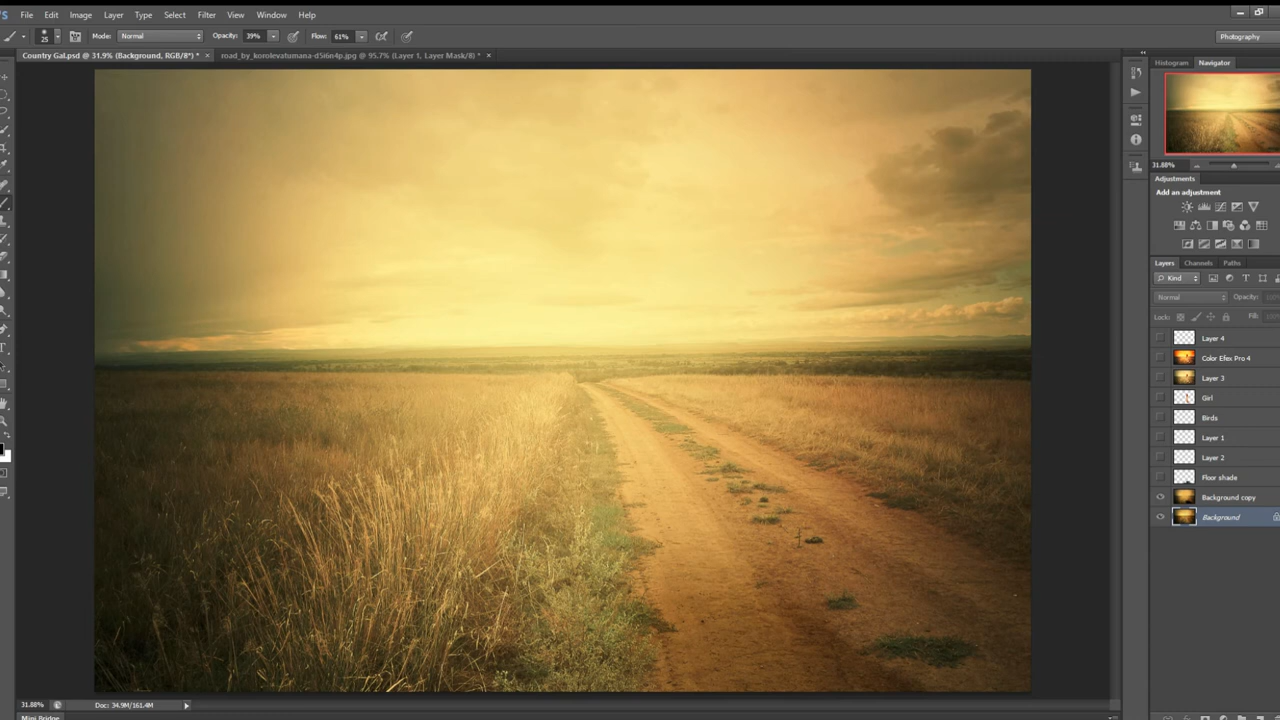 File Edit Image Layer Type Select Filter View Window Help
25 Mode: Normal Opacity: 39% Flow: 61% Photography
Country Gal.psd @ 31.9% (Background, RGB/8*) * × road_by_korolevatumana-d5i6n4p.jpg @ 95.7% (Layer 1, Layer Mask/8) * ×
Histogram Navigator
31.88%
Adjustments
Add an adjustment
Layers Channels Paths
Kind
Normal Opacity:
Lock: Fill:
Layer 4
Color Efex Pro 4
Layer 3
Girl
Birds
Layer 1
Layer 2
Floor shade
Background copy
Background
31.88% Doc: 34.9M/161.4M
Mini Bridge